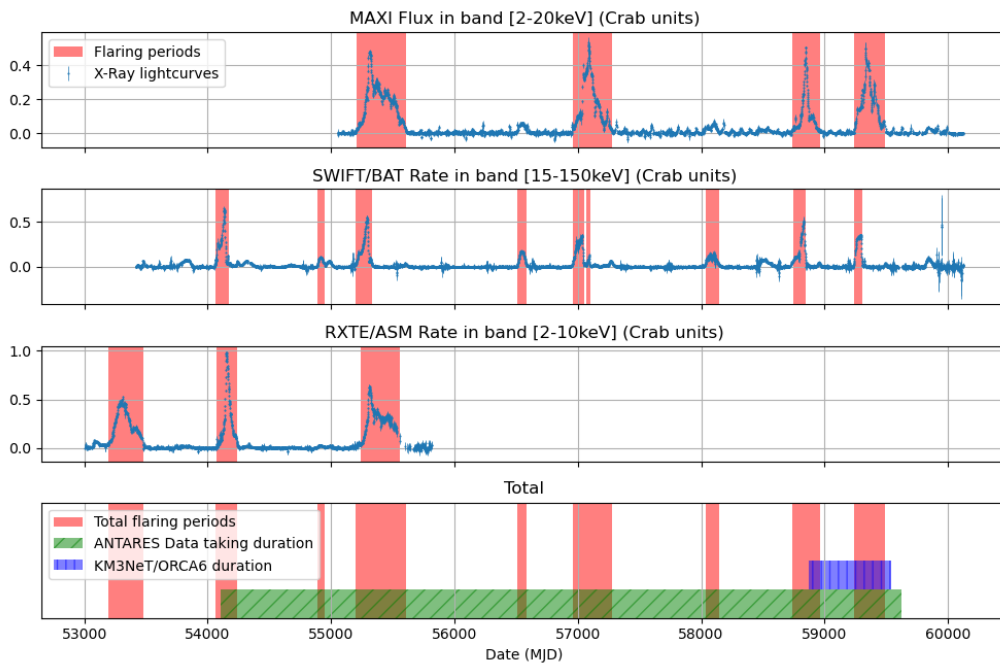 MAXI Flux in band [2-20keV] (Crab units)
0.4
0.2
0.0
Flaring periods
X-Ray lightcurves
SWIFT/BAT Rate in band [15-150keV] (Crab units)
0.5
0.0
RXTE/ASM Rate in band [2-10keV] (Crab units)
1.0
0.5
0.0
Total
Total flaring periods
ANTARES Data taking duration
KM3NeT/ORCA6 duration
53000 54000 55000 56000 57000 58000 59000 60000
Date (MJD)